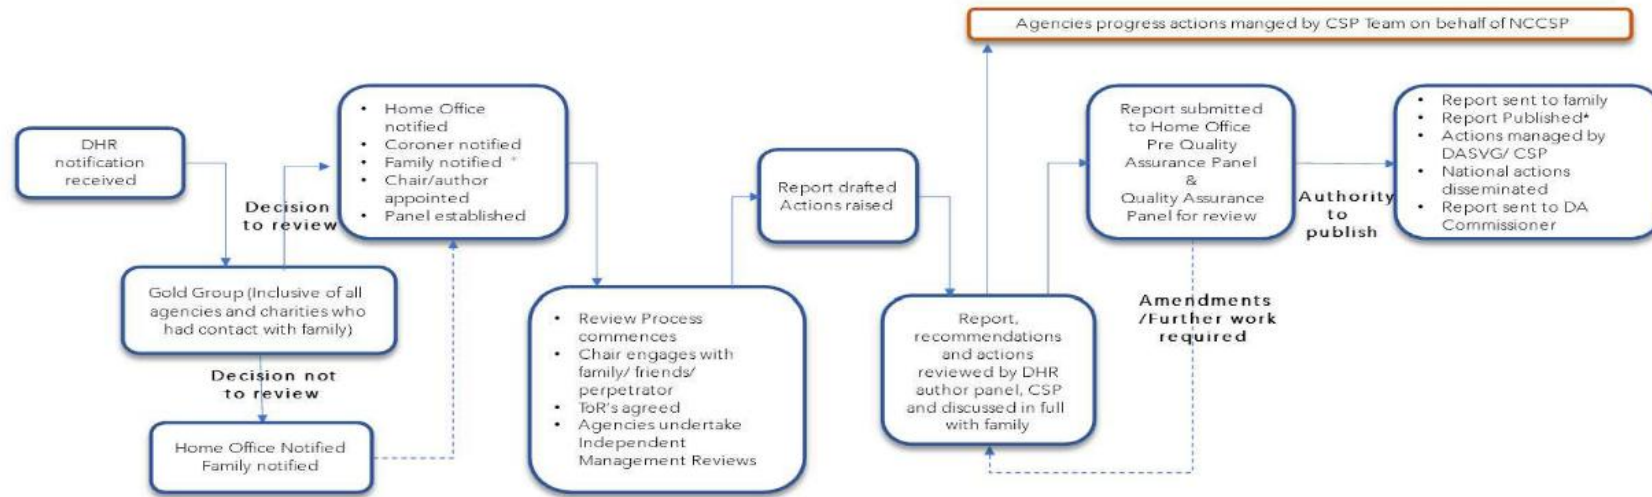 Agencies progress actions manged by CSP Team on behalf of NCCSP
DHR
notification
received
Decision
to review
Gold Group (Inclusive of all
agencies and charities who
had contact with family)
Decision not
to review
Home Office Notified
Family notified
• Home Office
notified
• Coroner notified
• Family notified *
• Chair/author
appointed
• Panel established
• Review Process
commences
• Chair engages with
family/ friends/
perpetrator
• ToR's agreed
• Agencies undertake
Independent
Management Reviews
Report drafted
Actions raised
Report,
recommendations
and actions
reviewed by DHR
author panel, CSP
and discussed in full
with family
Report submitted
to Home Office
Pre Quality
Assurance Panel
&
Quality Assurance
Panel for review
Amendments
/Further work
required
Authority
to
publish
• Report sent to family
• Report Published*
• Actions managed by
DASVG/ CSP
• National actions
disseminated
• Report sent to DA
Commissioner